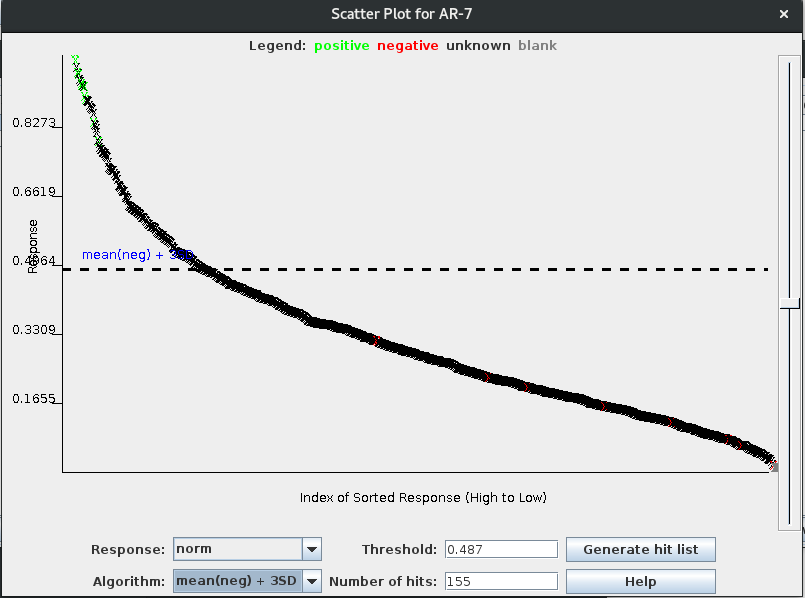 Scatter Plot for AR-7
Legend: positive negative unknown blank
0.8273
0.6619
Response
mean(neg) + 3SD
0.4964
0.3309
0.1655
Index of Sorted Response (High to Low)
Response: norm Threshold: 0.487 Generate hit list
Algorithm: mean(neg) + 3SD Number of hits: 155 Help